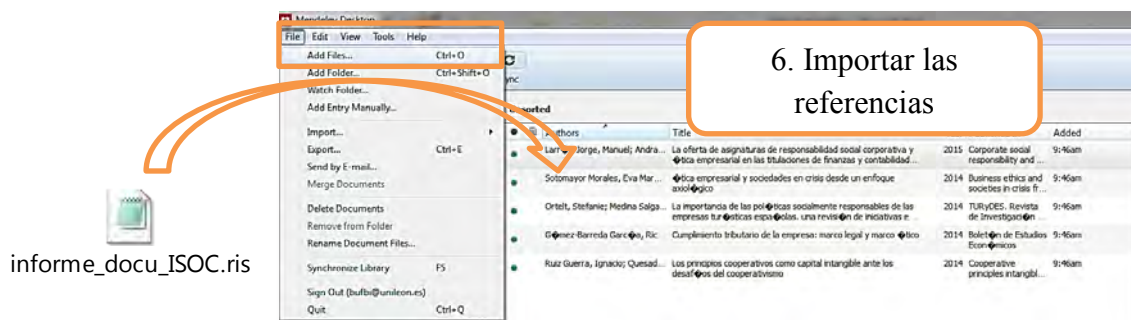 Mendeley Desktop
File Edit View Tools Help
Add Files... Ctrl+O
Add Folder... Ctrl+Shift+O
Watch Folder...
Add Entry Manually...
Import...
Export... Ctrl+E
Send by E-mail...
Merge Documents
Delete Documents
Remove from Folder
Rename Document Files...
Synchronize Library F5
Sign Out (bufbi@unileon.es)
Quit Ctrl+Q
informe_docu_ISOC.ris
6. Importar las
referencias
Authors Title Added
Jorge, Manuel; Andra... La oferta de asignaturas de responsabilidad social corporativa y 2015 Corporate social 9:46am
�tica empresarial en las titulaciones de finanzas y contabilidad... responsibility and ...
Sotomayor Morales, Eva Mar... �tica empresarial y sociedades en crisis desde un enfoque 2014 Business ethics and 9:46am
axiol�gico societies in crisis fr...
Ortelt, Stefanie; Medina Salga... La importancia de las pol�ticas socialmente responsables de las 2014 TURyDES. Revista 9:46am
empresas tur�sticas espa�olas. una revisi�n de iniciativas e... de Investigaci�n ...
G�mez-Barreda Garc�a, Ric... Cumplimiento tributario de la empresa: marco legal y marco �tico 2014 Bolet�n de Estudios 9:46am
Econ�micos
Ruiz Guerra, Ignacio; Quesad... Los principios cooperativos como capital intangible ante los 2014 Cooperative 9:46am
desaf�os del cooperativismo principles intangibl...